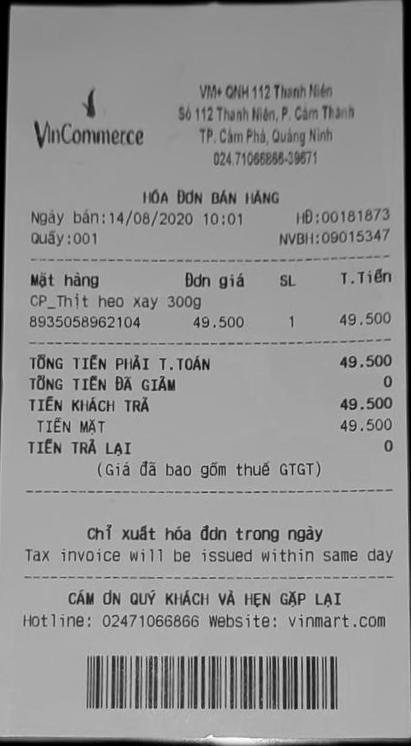 VinCommerce
VM+ QNH 112 Thanh Niên
Số 112 Thanh Niên, P. Cẩm Thành
TP. Cẩm Phả, Quảng Ninh
024.71066866-39671
HÓA ĐƠN BÁN HÀNG
Ngày bán:14/08/2020 10:01 HĐ:00181873
Quầy:001 NVBH:09015347
Mặt hàng Đơn giá SL T.Tiền
CP_Thịt heo xay 300g
8935058962104 49.500 1 49.500
TỔNG TIỀN PHẢI T.TOÁN 49.500
TỔNG TIỀN ĐÃ GIẢM 0
TIỀN KHÁCH TRẢ 49.500
TIỀN MẶT 49.500
TIỀN TRẢ LẠI 0
(Giá đã bao gồm thuế GTGT)
Chỉ xuất hóa đơn trong ngày
Tax invoice will be issued within same day
CẢM ƠN QUÝ KHÁCH VÀ HẸN GẶP LẠI
Hotline: 02471066866 Website: vinmart.com